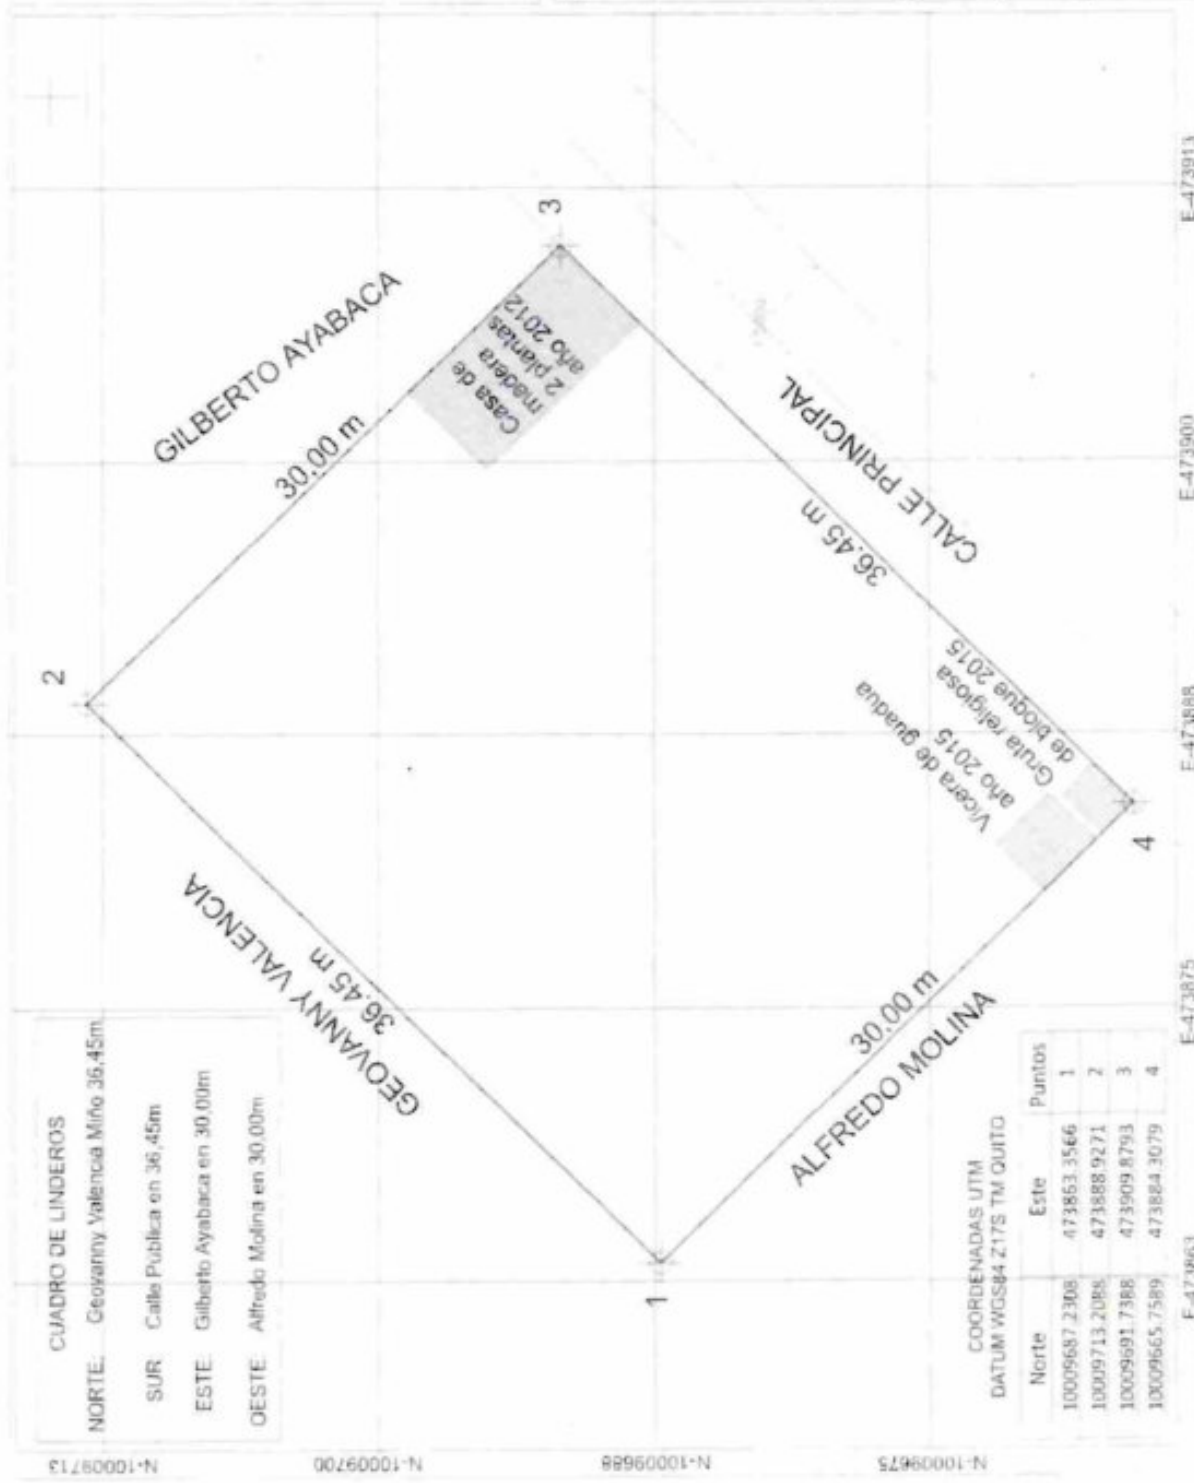 CUADRO DE LINDEROS
NORTE: Geovanny Valencia Miño 36,45m
SUR Calle Pública en 36,45m
ESTE: Gilberto Ayabaca en 30,00m
OESTE Alfredo Molina en 30,00m
2
GILBERTO AYABACA
30,00 m
3
Casa de
madera
2 plantas
año 2012
GEOVANNNY VALENCIA
36.45 m
CALLE PRINCIPAL
36.45 m
Vicera de guadua
año 2015
Gruta religiosa
de bloque 2015
4
30,00 m
ALFREDO MOLINA
1
COORDENADAS UTM
DATUM WGS84 Z17S TM QUITO
Norte Este Puntos
10009687.2308 473863.3566 1
10009713.2088 473888.9271 2
10009691.7388 473909.8793 3
10009665.7589 473884.3079 4
N-10009713
N-10009700
N-10009688
N-10009675
E-473863
E-473875
E-473888
E-473900
E-473913